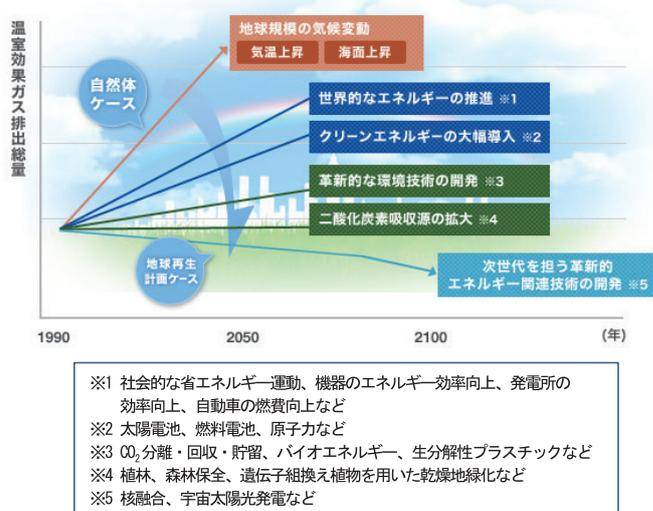 温室効果ガス排出総量
地球規模の気候変動
気温上昇 海面上昇
自然体
ケース
世界的なエネルギーの推進 ※1
クリーンエネルギーの大幅導入 ※2
革新的な環境技術の開発 ※3
二酸化炭素吸収源の拡大 ※4
地球再生
計画ケース
次世代を担う革新的
エネルギー関連技術の開発 ※5
1990 2050 2100 (年)
※1 社会的な省エネルギー運動、機器のエネルギー効率向上、発電所の
効率向上、自動車の燃費向上など
※2 太陽電池、燃料電池、原子力など
※3 CO₂分離・回収・貯留、バイオエネルギー、生分解性プラスチックなど
※4 植林、森林保全、遺伝子組換え植物を用いた乾燥地緑化など
※5 核融合、宇宙太陽光発電など